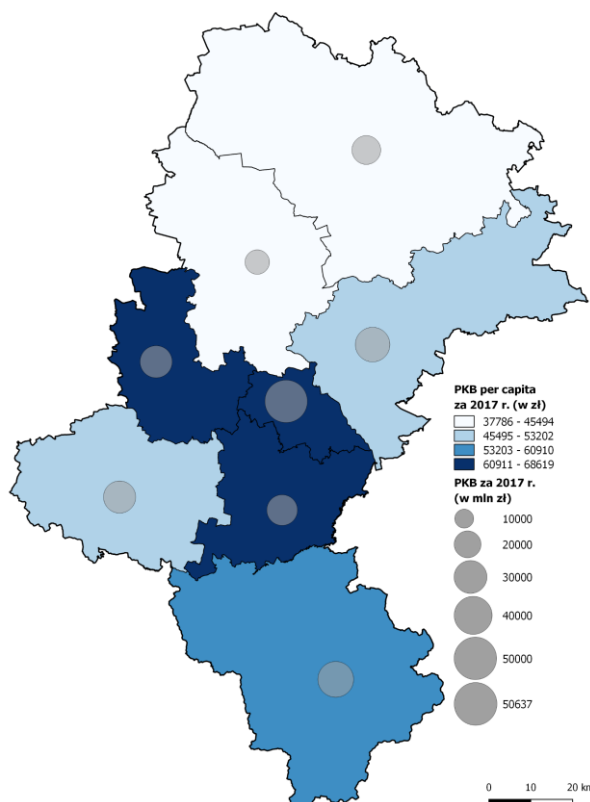 PKB per capita
za 2017 r. (w zł)
37786 - 45494
45495 - 53202
53203 - 60910
60911 - 68619
PKB za 2017 r.
(w mln zł)
10000
20000
30000
40000
50000
50637
0 10 20 km